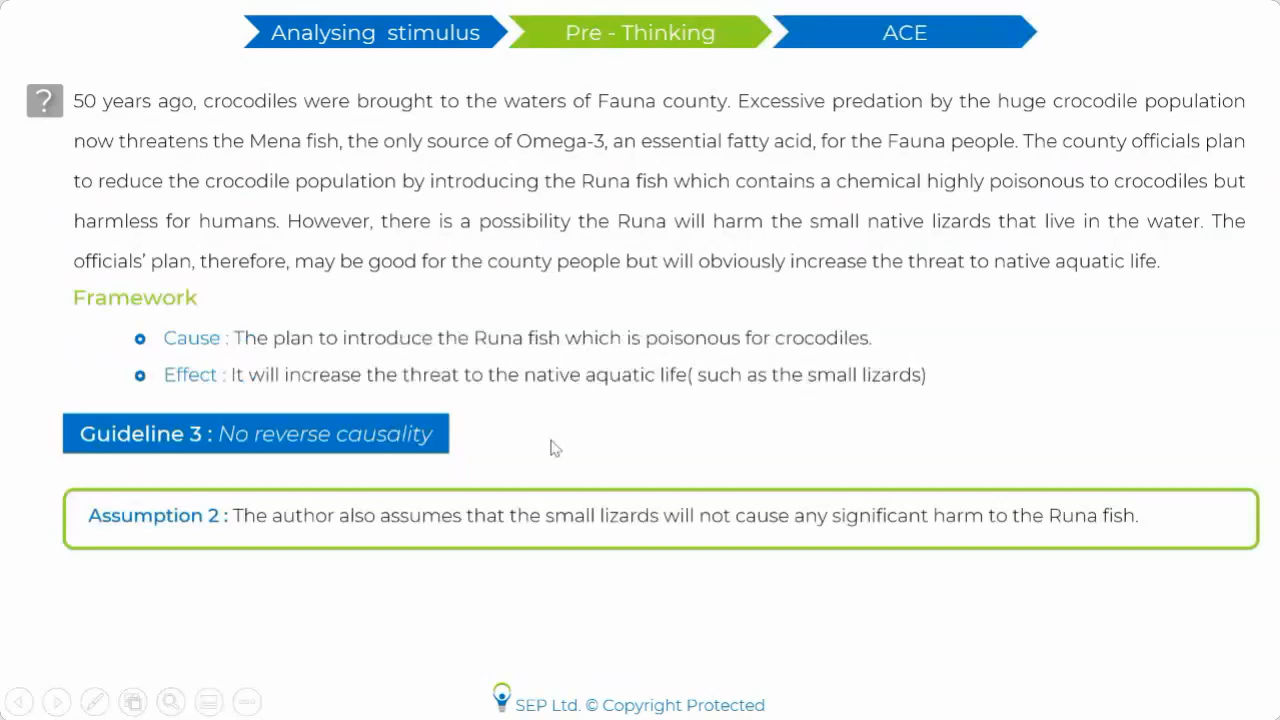 Analysing stimulus
Pre - Thinking
ACE
?
50 years ago, crocodiles were brought to the waters of Fauna county. Excessive predation by the huge crocodile population
now threatens the Mena fish, the only source of Omega-3, an essential fatty acid, for the Fauna people. The county officials plan
to reduce the crocodile population by introducing the Runa fish which contains a chemical highly poisonous to crocodiles but
harmless for humans. However, there is a possibility the Runa will harm the small native lizards that live in the water. The
officials’ plan, therefore, may be good for the county people but will obviously increase the threat to native aquatic life.
Framework
Cause : The plan to introduce the Runa fish which is poisonous for crocodiles.
Effect : It will increase the threat to the native aquatic life( such as the small lizards)
Guideline 3 : No reverse causality
Assumption 2 : The author also assumes that the small lizards will not cause any significant harm to the Runa fish.
SEP Ltd. © Copyright Protected